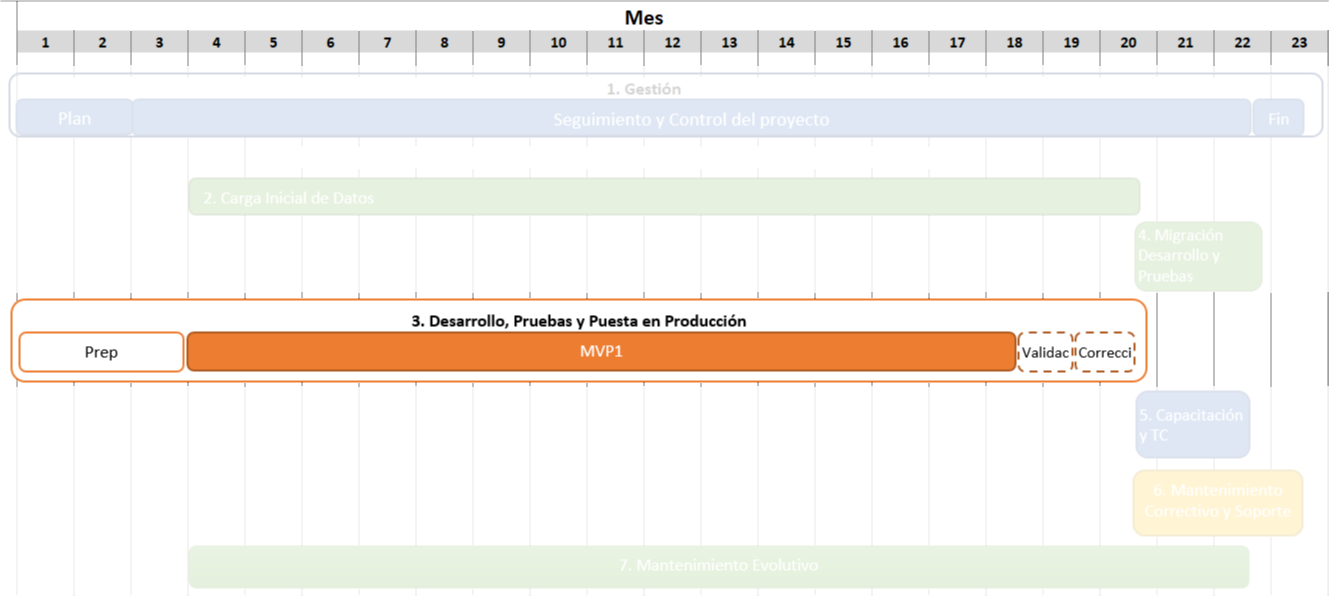 Mes
1 2 3 4 5 6 7 8 9 10 11 12 13 14 15 16 17 18 19 20 21 22 23
1. Gestión
Plan Seguimiento y Control del proyecto Fin
2. Carga Inicial de Datos
4. Migración
Desarrollo y
Pruebas
3. Desarrollo, Pruebas y Puesta en Producción
Prep MVP1 Validac Correcci
5. Capacitación
y TC
6. Mantenimiento
Correctivo y Soporte
7. Mantenimiento Evolutivo